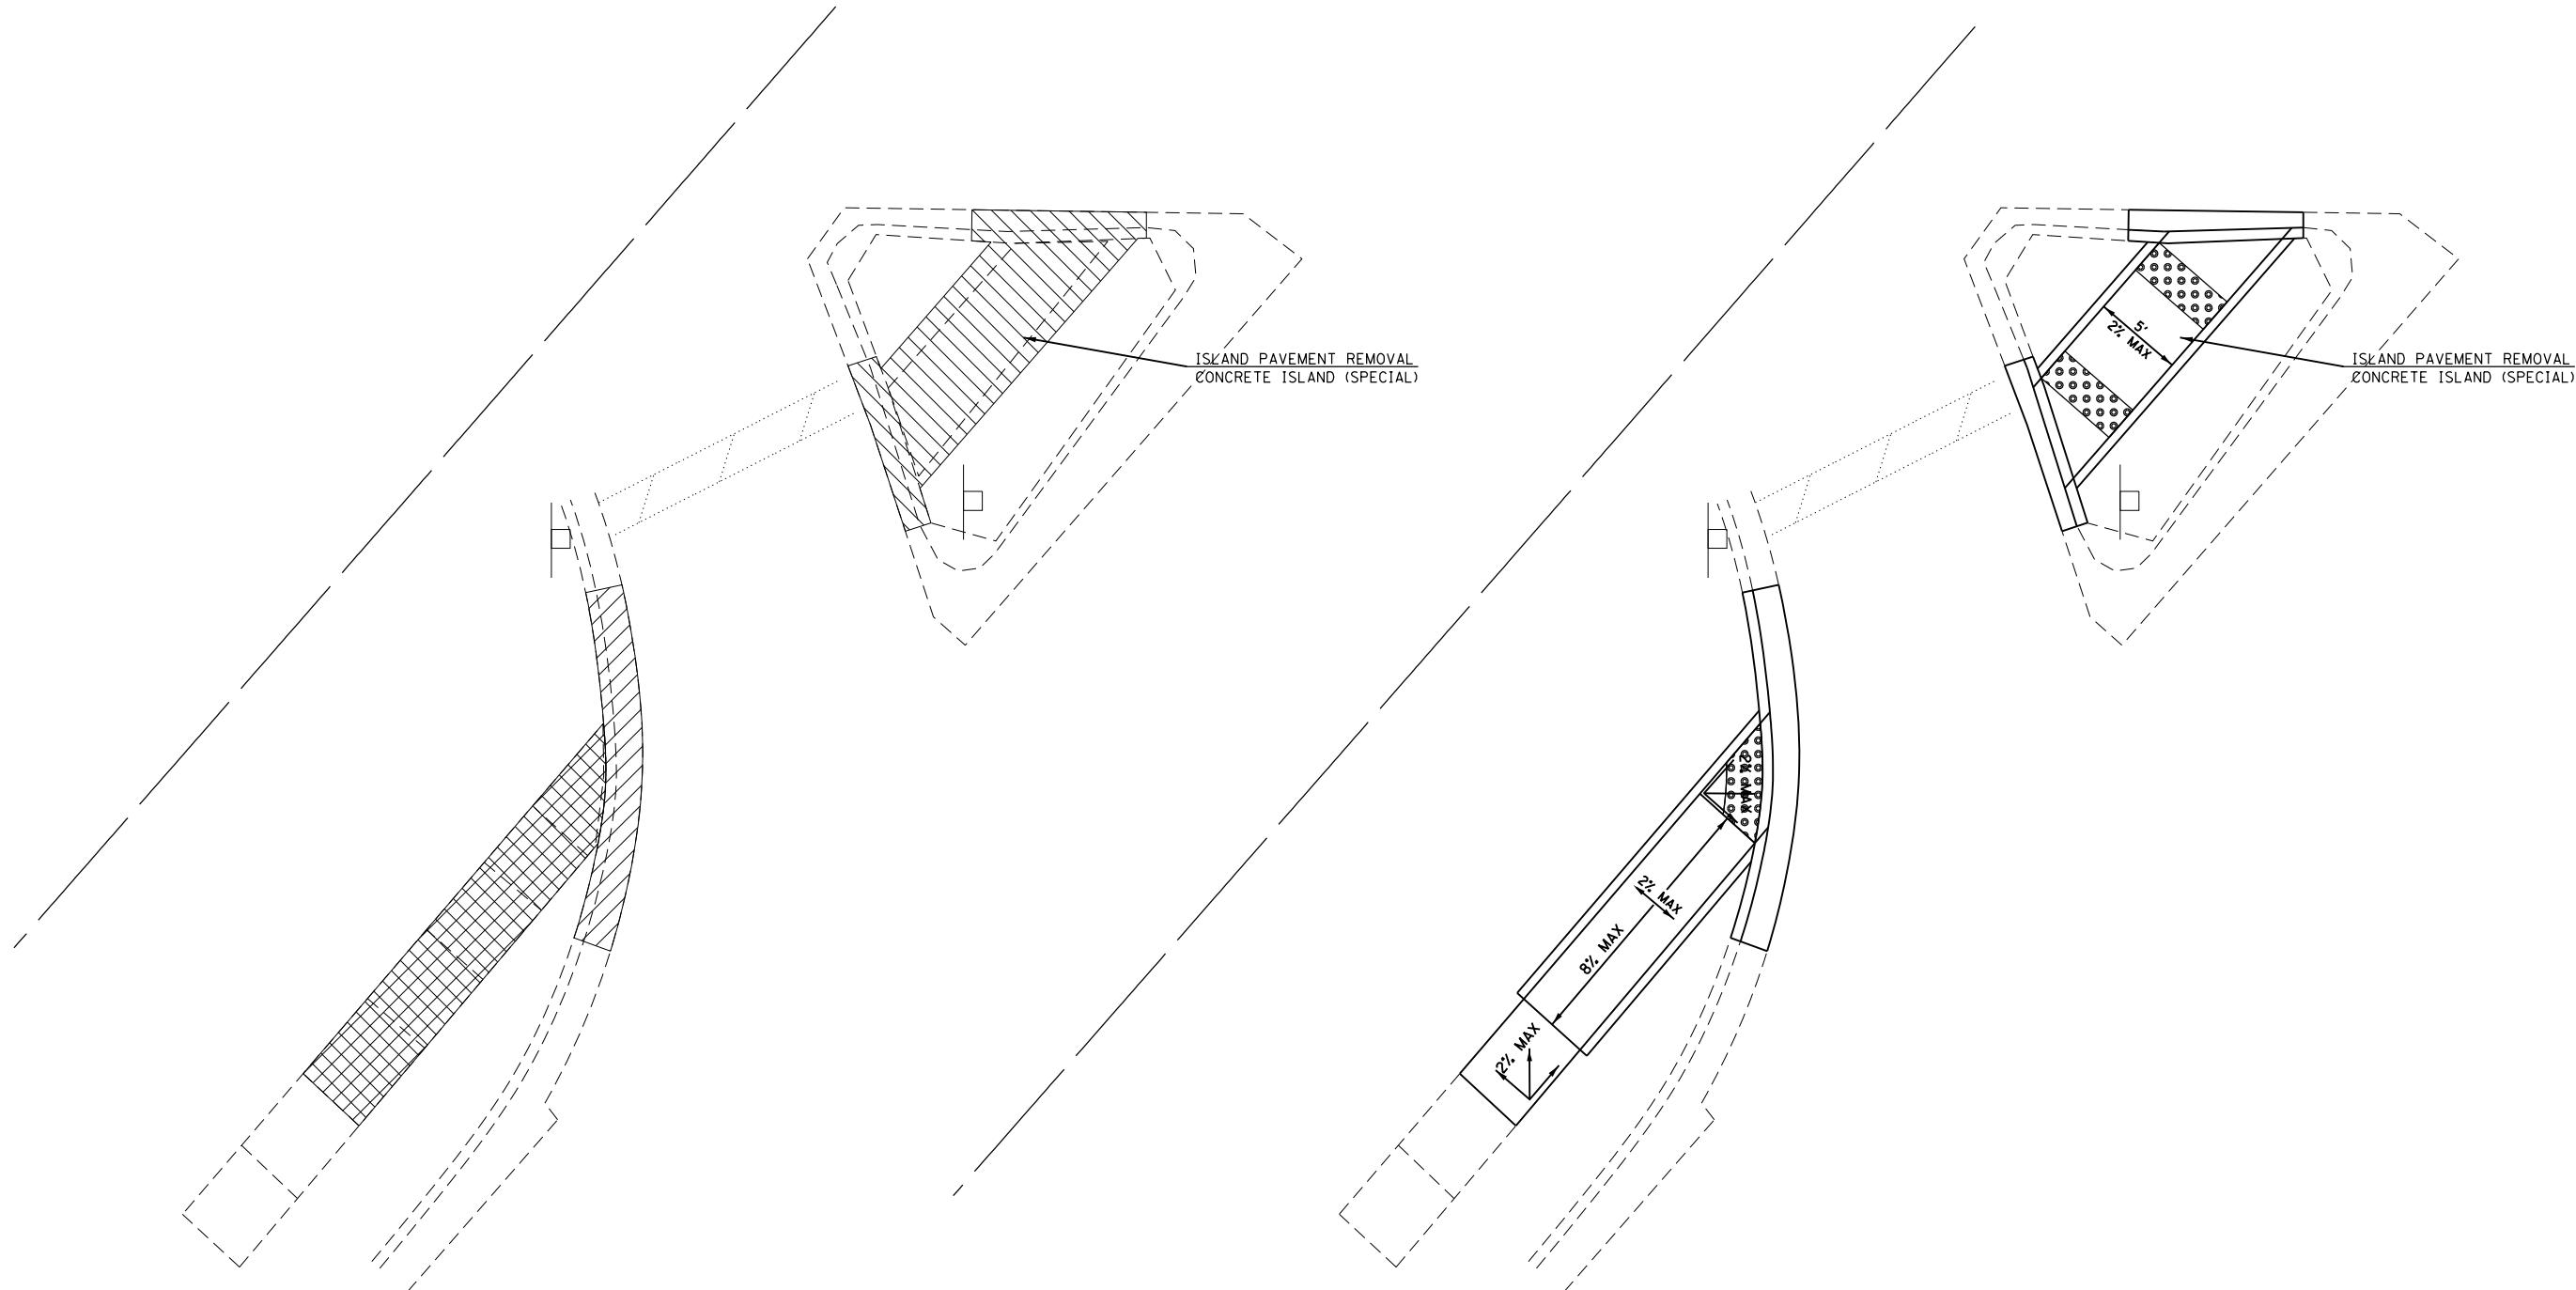 ISLAND PAVEMENT REMOVAL
CONCRETE ISLAND (SPECIAL)
ISLAND PAVEMENT REMOVAL
CONCRETE ISLAND (SPECIAL)
5'
2% MAX
2% MAX
2% MAX
8% MAX
2% MAX